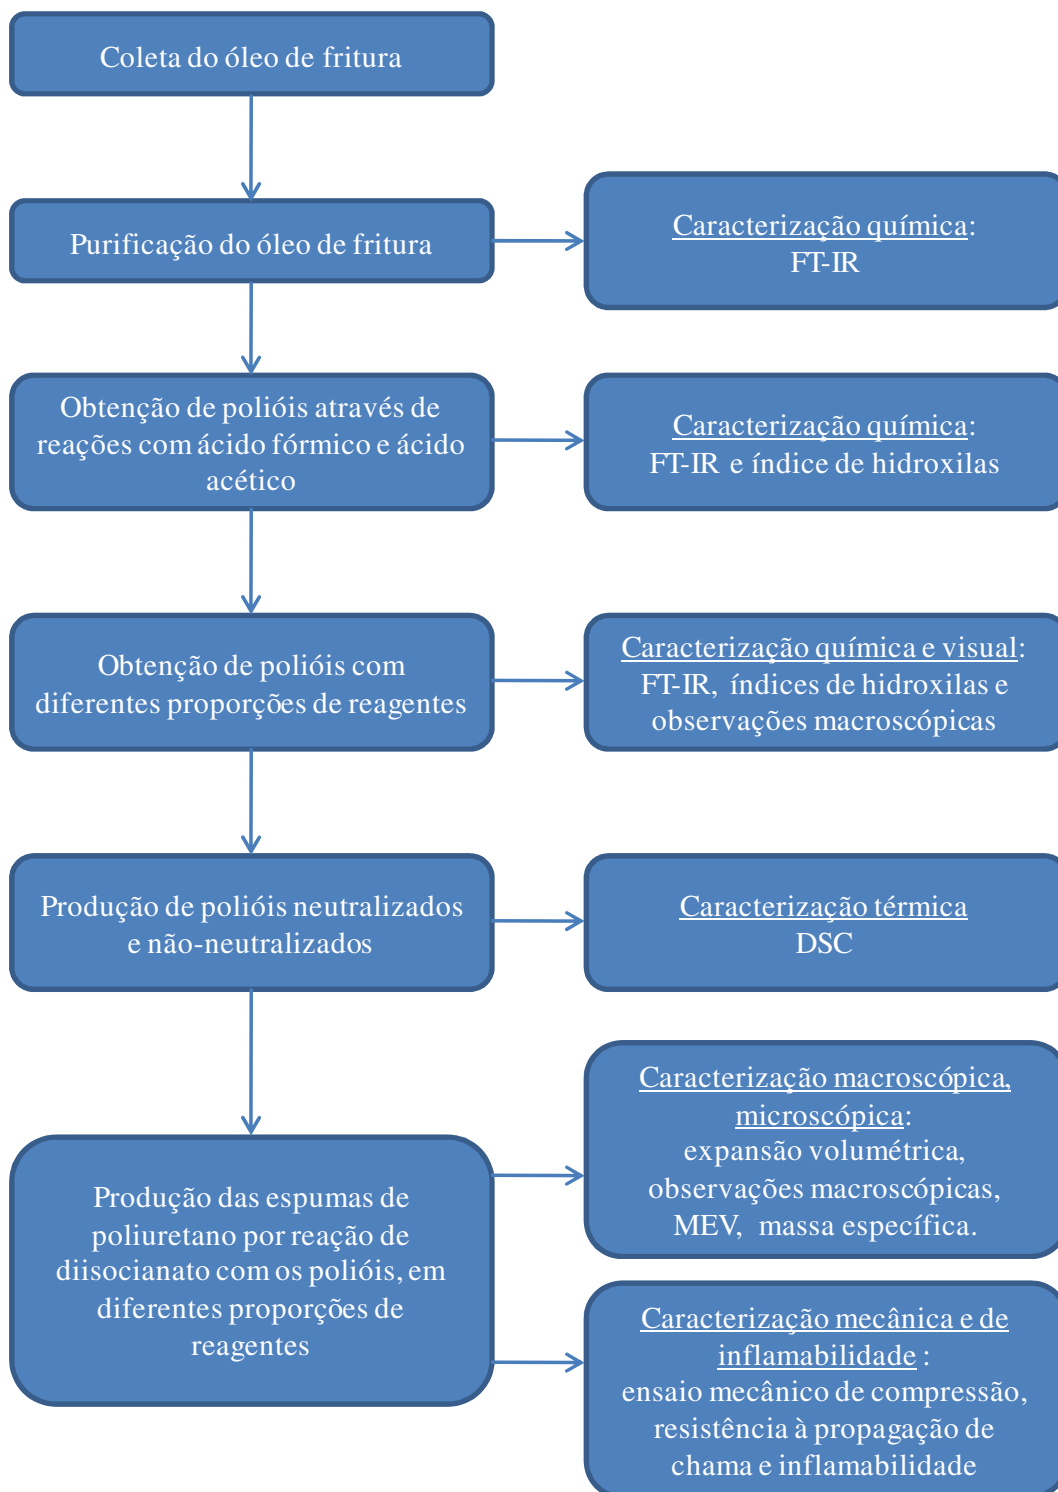 Coleta do óleo de fritura
Purificação do óleo de fritura
Caracterização química:
FT-IR
Obtenção de polióis através de
reações com ácido fórmico e ácido
acético
Caracterização química:
FT-IR e índice de hidroxilas
Obtenção de polióis com
diferentes proporções de reagentes
Caracterização química e visual:
FT-IR, índices de hidroxilas e
observações macroscópicas
Produção de polióis neutralizados
e não-neutralizados
Caracterização térmica
DSC
Produção das espumas de
poliuretano por reação de
diisocianato com os polióis, em
diferentes proporções de
reagentes
Caracterização macroscópica,
microscópica:
expansão volumétrica,
observações macroscópicas,
MEV, massa específica.
Caracterização mecânica e de
inflamabilidade :
ensaio mecânico de compressão,
resistência à propagação de
chama e inflamabilidade